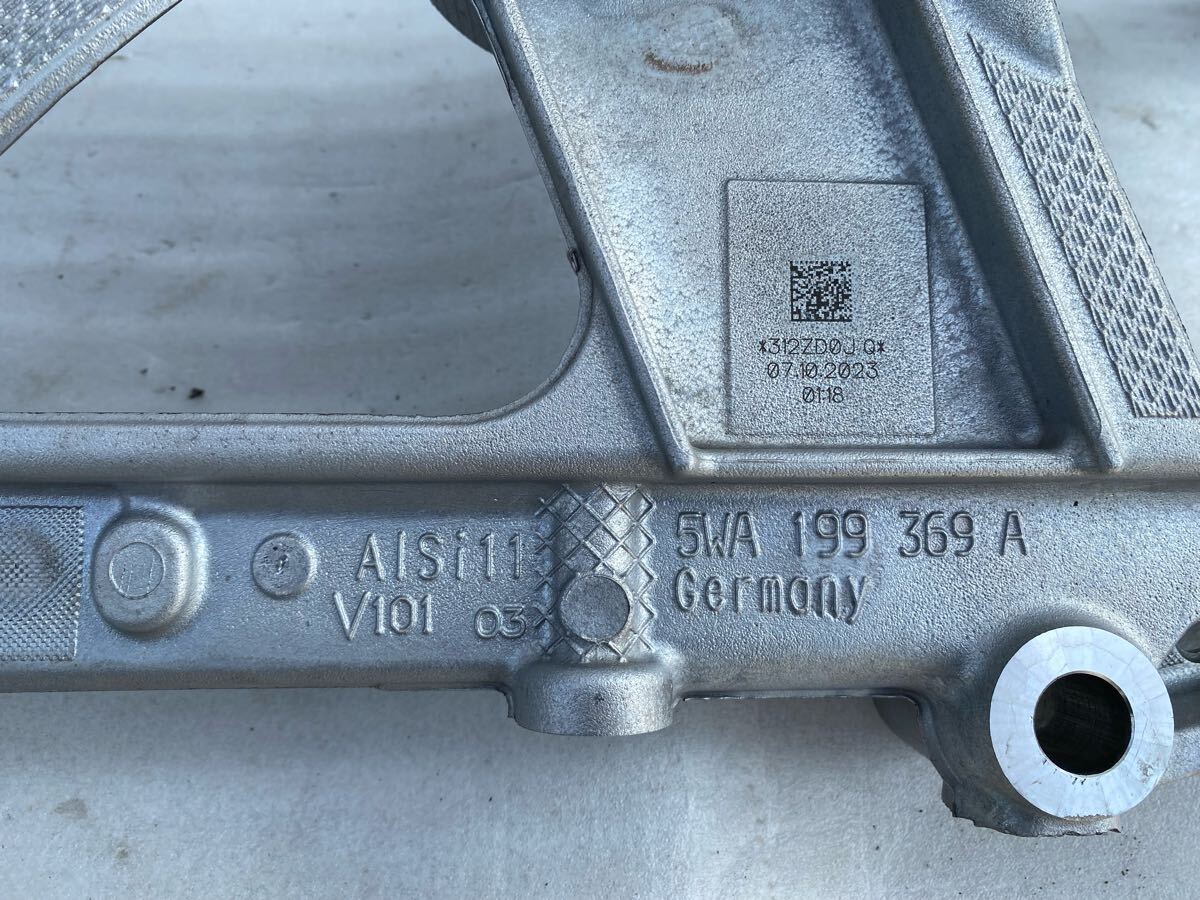 *312ZD0J Q*
07.10.2023
01:18
AlSi11
V101 03
5WA 199 369 A
Germany